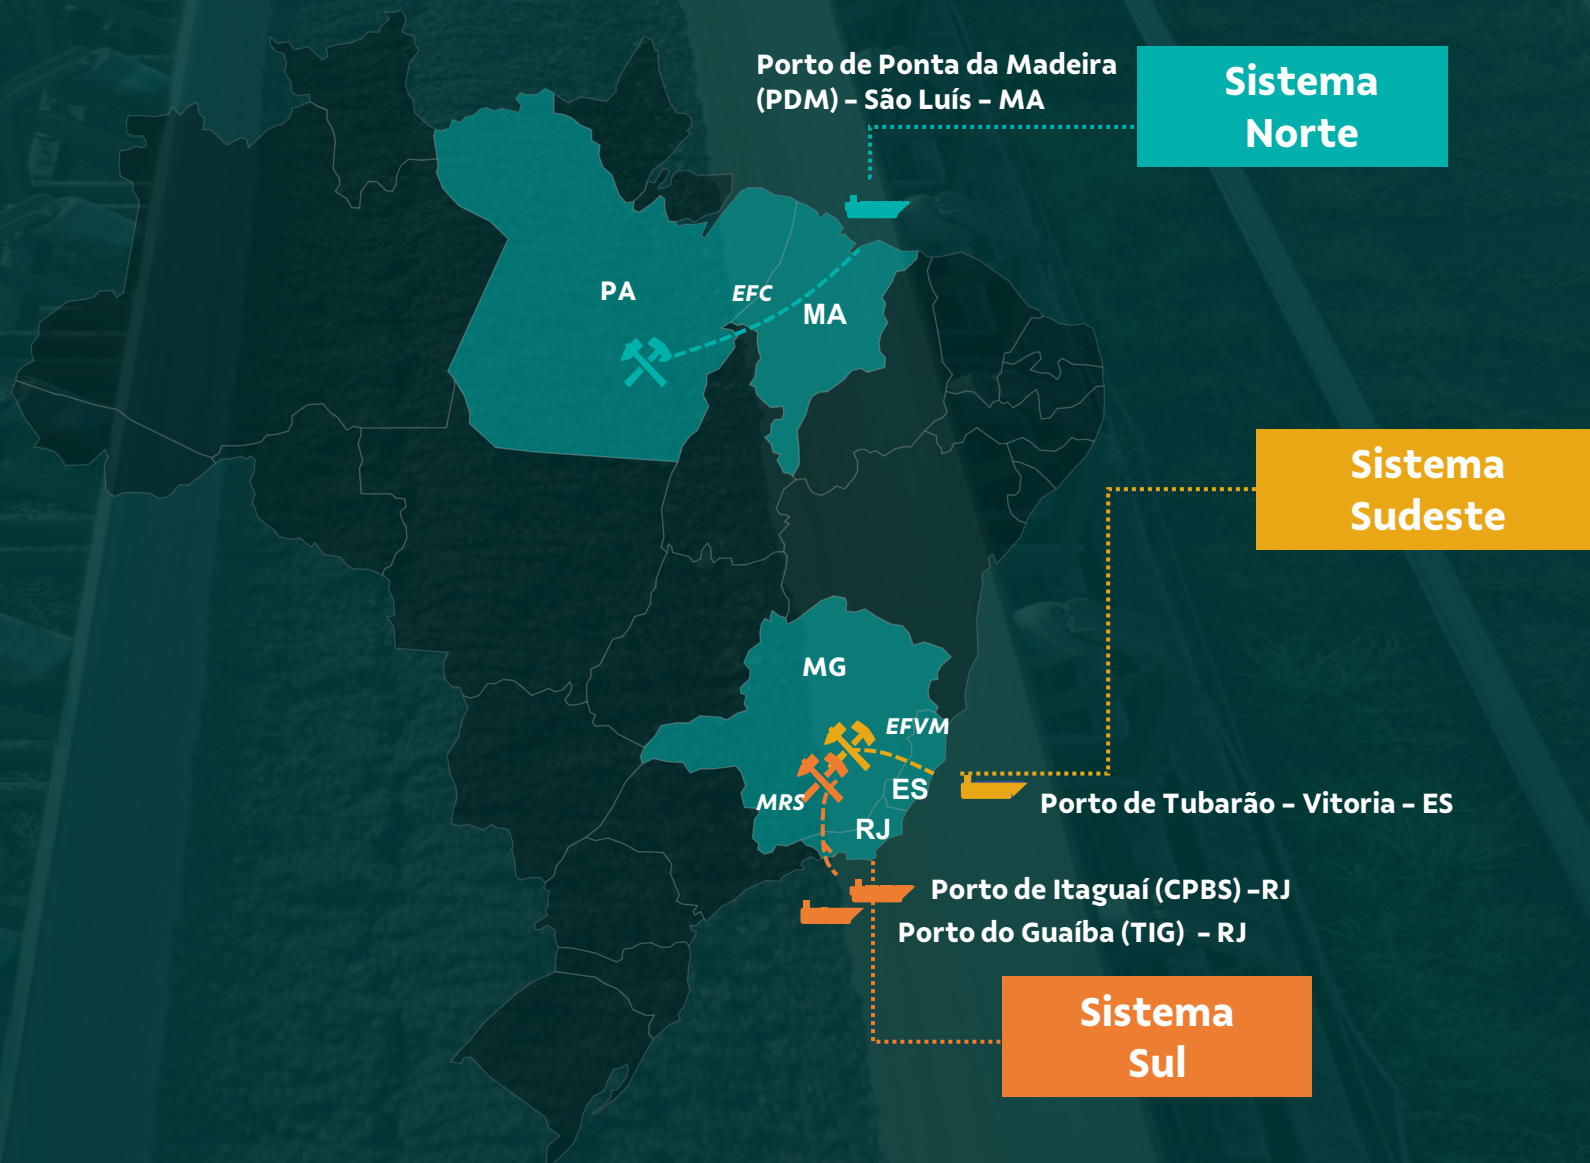 Porto de Ponta da Madeira
(PDM) – São Luís – MA
Sistema
Norte
PA
EFC
MA
Sistema
Sudeste
MG
EFVM
ES
MRS
Porto de Tubarão – Vitoria – ES
RJ
Porto de Itaguaí (CPBS) –RJ
Porto do Guaíba (TIG) – RJ
Sistema
Sul